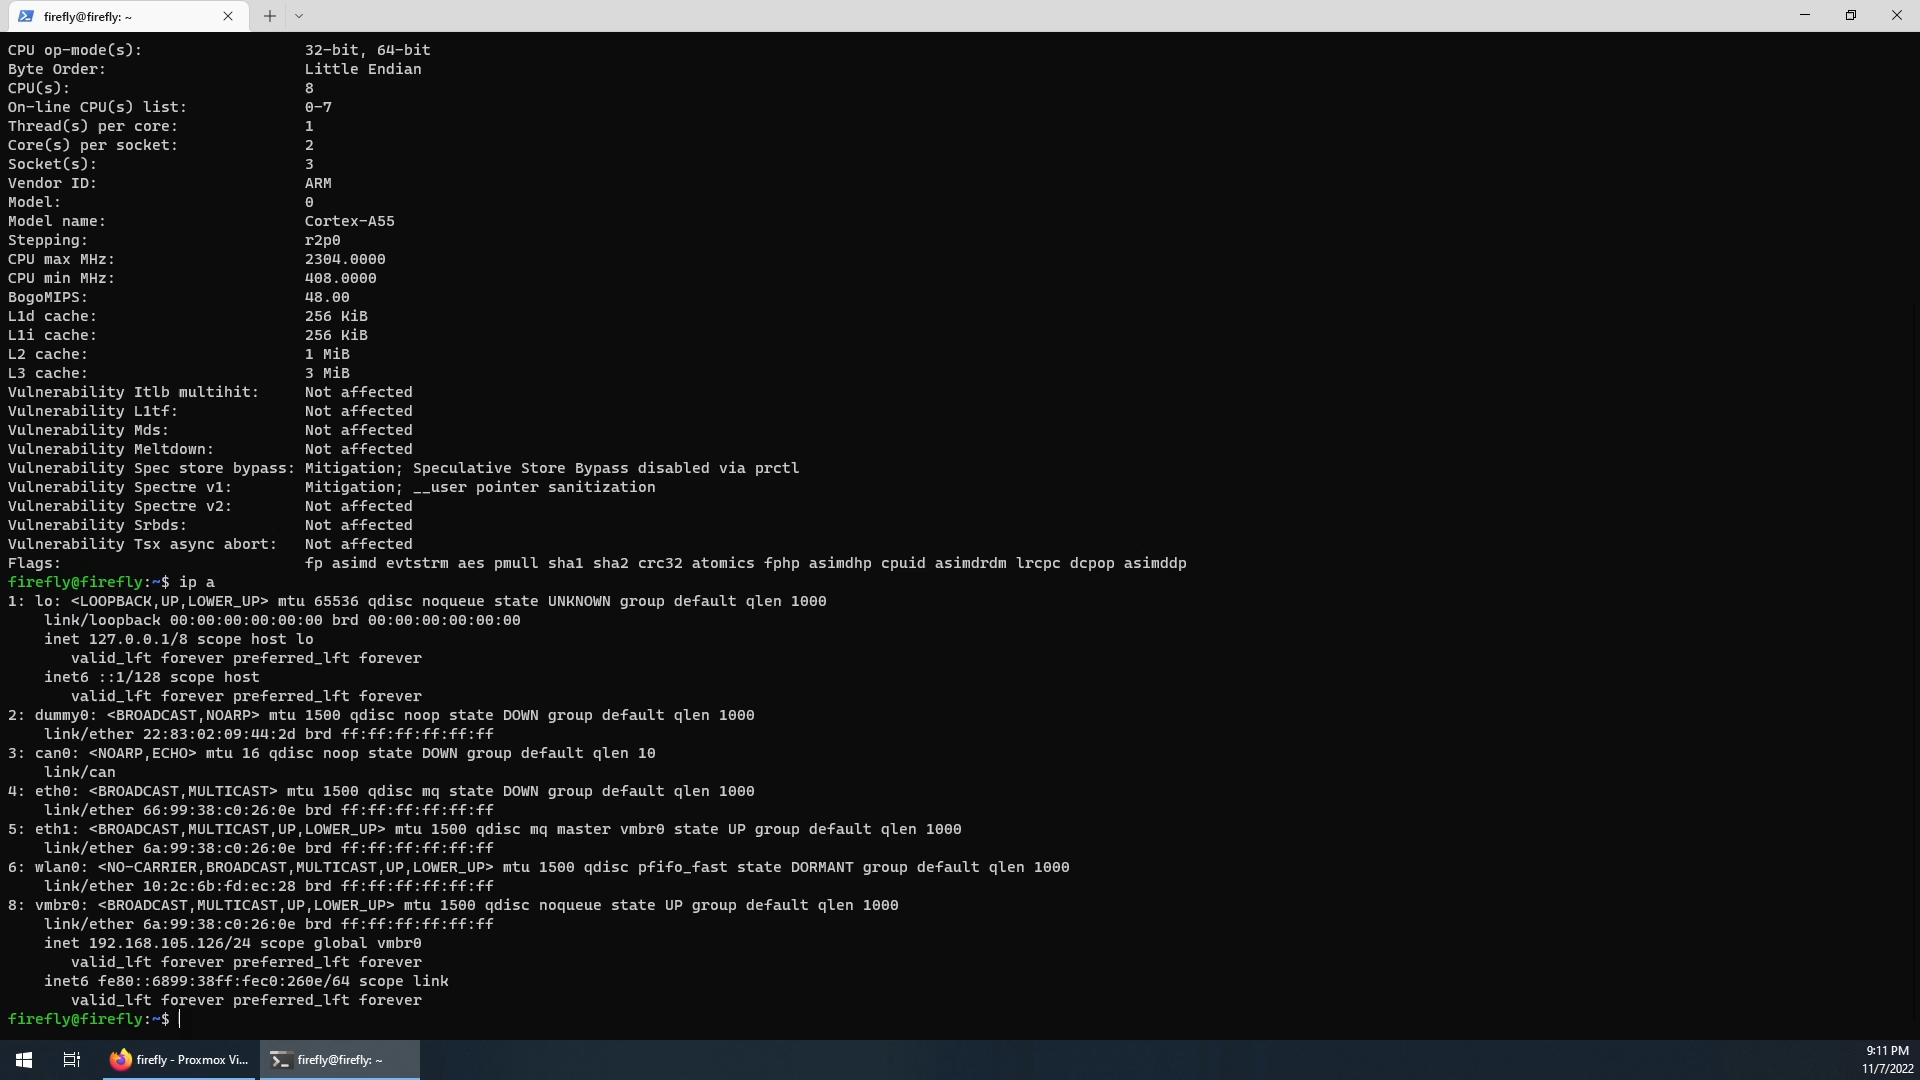 firefly@firefly: ~
CPU op-mode(s):                  32-bit, 64-bit
Byte Order:                      Little Endian
CPU(s):                          8
On-line CPU(s) list:             0-7
Thread(s) per core:              1
Core(s) per socket:              2
Socket(s):                       3
Vendor ID:                       ARM
Model:                           0
Model name:                      Cortex-A55
Stepping:                        r2p0
CPU max MHz:                     2304.0000
CPU min MHz:                     408.0000
BogoMIPS:                        48.00
L1d cache:                       256 KiB
L1i cache:                       256 KiB
L2 cache:                        1 MiB
L3 cache:                        3 MiB
Vulnerability Itlb multihit:     Not affected
Vulnerability L1tf:              Not affected
Vulnerability Mds:               Not affected
Vulnerability Meltdown:          Not affected
Vulnerability Spec store bypass: Mitigation; Speculative Store Bypass disabled via prctl
Vulnerability Spectre v1:        Mitigation; __user pointer sanitization
Vulnerability Spectre v2:        Not affected
Vulnerability Srbds:             Not affected
Vulnerability Tsx async abort:   Not affected
Flags:                           fp asimd evtstrm aes pmull sha1 sha2 crc32 atomics fphp asimdhp cpuid asimdrdm lrcpc dcpop asimddp
firefly@firefly:~$ ip a
1: lo: <LOOPBACK,UP,LOWER_UP> mtu 65536 qdisc noqueue state UNKNOWN group default qlen 1000
    link/loopback 00:00:00:00:00:00 brd 00:00:00:00:00:00
    inet 127.0.0.1/8 scope host lo
       valid_lft forever preferred_lft forever
    inet6 ::1/128 scope host
       valid_lft forever preferred_lft forever
2: dummy0: <BROADCAST,NOARP> mtu 1500 qdisc noop state DOWN group default qlen 1000
    link/ether 22:83:02:09:44:2d brd ff:ff:ff:ff:ff:ff
3: can0: <NOARP,ECHO> mtu 16 qdisc noop state DOWN group default qlen 10
    link/can
4: eth0: <BROADCAST,MULTICAST> mtu 1500 qdisc mq state DOWN group default qlen 1000
    link/ether 66:99:38:c0:26:0e brd ff:ff:ff:ff:ff:ff
5: eth1: <BROADCAST,MULTICAST,UP,LOWER_UP> mtu 1500 qdisc mq master vmbr0 state UP group default qlen 1000
    link/ether 6a:99:38:c0:26:0e brd ff:ff:ff:ff:ff:ff
6: wlan0: <NO-CARRIER,BROADCAST,MULTICAST,UP,LOWER_UP> mtu 1500 qdisc pfifo_fast state DORMANT group default qlen 1000
    link/ether 10:2c:6b:fd:ec:28 brd ff:ff:ff:ff:ff:ff
8: vmbr0: <BROADCAST,MULTICAST,UP,LOWER_UP> mtu 1500 qdisc noqueue state UP group default qlen 1000
    link/ether 6a:99:38:c0:26:0e brd ff:ff:ff:ff:ff:ff
    inet 192.168.105.126/24 scope global vmbr0
       valid_lft forever preferred_lft forever
    inet6 fe80::6899:38ff:fec0:260e/64 scope link
       valid_lft forever preferred_lft forever
firefly@firefly:~$
firefly - Proxmox Vi... firefly@firefly: ~
9:11 PM
11/7/2022